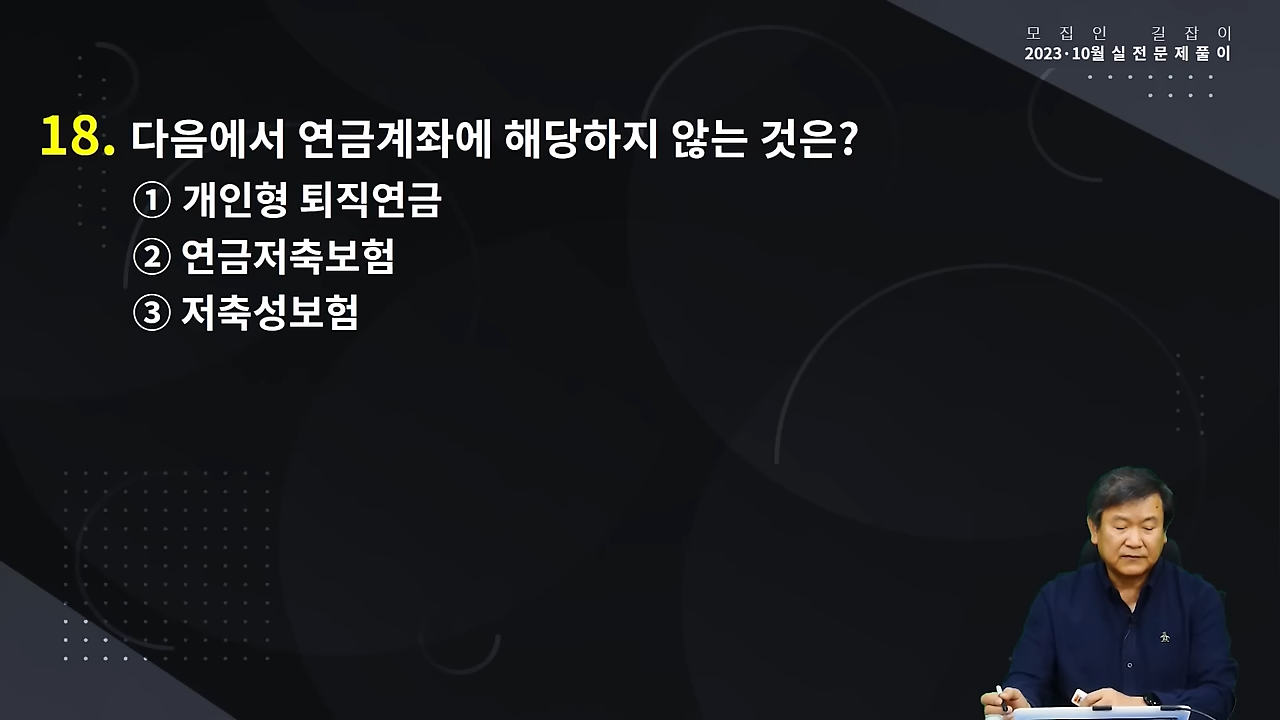 모집인 길잡이
2023·10월 실전문제풀이
18. 다음에서 연금계좌에 해당하지 않는 것은?
① 개인형 퇴직연금
② 연금저축보험
③ 저축성보험